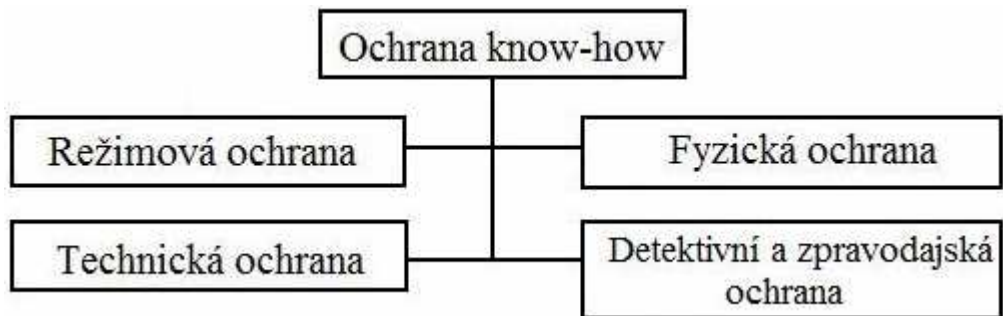 Ochrana know-how
Režimová ochrana
Fyzická ochrana
Technická ochrana
Detektivní a zpravodajská
ochrana